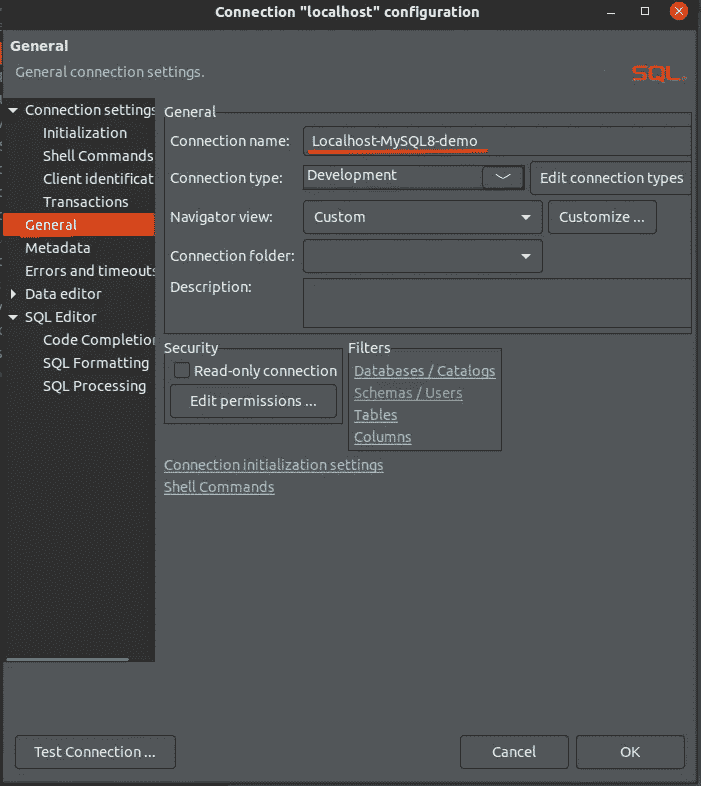 Connection "localhost" configuration
General
General connection settings.
SQL
Connection settings
Initialization
Shell Commands
Client identificat
Transactions
General
Metadata
Errors and timeouts
Data editor
SQL Editor
Code Completion
SQL Formatting
SQL Processing
General
Connection name: Localhost-MySQL8-demo
Connection type: Development Edit connection types
Navigator view: Custom Customize ...
Connection folder:
Description:
Security
Read-only connection
Edit permissions ...
Filters
Databases / Catalogs
Schemas / Users
Tables
Columns
Connection initialization settings
Shell Commands
Test Connection ... Cancel OK